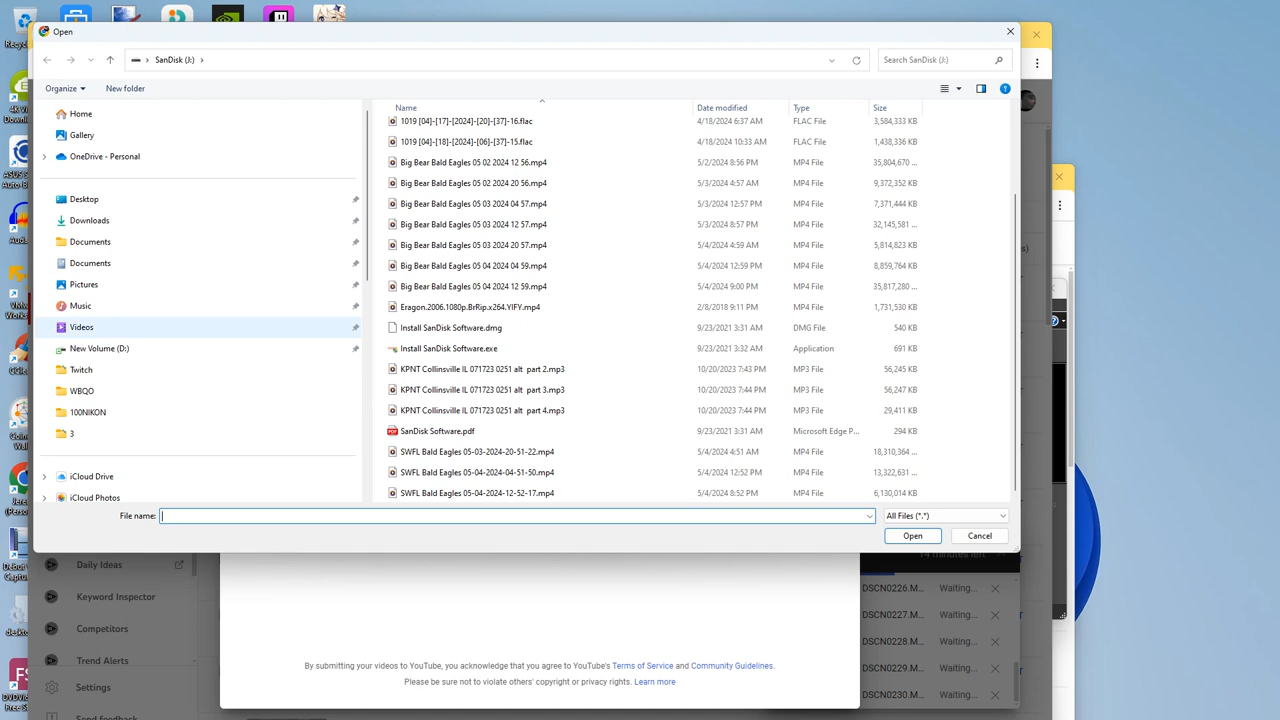 Open
SanDisk (J:)
Search SanDisk (J:)
Organize
New folder
Home
Gallery
OneDrive - Personal
Desktop
Downloads
Documents
Documents
Pictures
Music
Videos
New Volume (D:)
Twitch
WBQO
100NIKON
3
iCloud Drive
iCloud Photos
Name Date modified Type Size
1019 [04]-[17]-[2024]-[06]-[37]-16.flac 4/18/2024 6:37 AM FLAC File 3,584,333 KB
1019 [04]-[18]-[2024]-[06]-[37]-15.flac 4/18/2024 10:33 AM FLAC File 1,438,336 KB
Big Bear Bald Eagles 05 02 2024 12 56.mp4 5/2/2024 8:56 PM MP4 File 35,804,670 ...
Big Bear Bald Eagles 05 02 2024 20 56.mp4 5/3/2024 4:57 AM MP4 File 9,372,352 KB
Big Bear Bald Eagles 05 03 2024 04 57.mp4 5/3/2024 12:57 PM MP4 File 7,371,444 KB
Big Bear Bald Eagles 05 03 2024 12 57.mp4 5/3/2024 8:57 PM MP4 File 32,145,581 ...
Big Bear Bald Eagles 05 03 2024 20 57.mp4 5/4/2024 4:59 AM MP4 File 5,814,823 KB
Big Bear Bald Eagles 05 04 2024 04 59.mp4 5/4/2024 12:59 PM MP4 File 8,859,764 KB
Big Bear Bald Eagles 05 04 2024 12 59.mp4 5/4/2024 9:00 PM MP4 File 35,817,280 ...
Eragon.2006.1080p.BrRip.x264.YIFY.mp4 2/8/2018 9:11 PM MP4 File 1,731,530 KB
Install SanDisk Software.dmg 9/23/2021 3:31 AM DMG File 540 KB
Install SanDisk Software.exe 9/23/2021 3:32 AM Application 691 KB
KPNT Collinsville IL 071723 0251 alt part 2.mp3 10/20/2023 7:43 PM MP3 File 56,245 KB
KPNT Collinsville IL 071723 0251 alt part 3.mp3 10/20/2023 7:44 PM MP3 File 56,247 KB
KPNT Collinsville IL 071723 0251 alt part 4.mp3 10/20/2023 7:44 PM MP3 File 29,411 KB
SanDisk Software.pdf 9/23/2021 3:31 AM Microsoft Edge P... 294 KB
SWFL Bald Eagles 05-03-2024-20-51-22.mp4 5/4/2024 4:51 AM MP4 File 18,310,364 ...
SWFL Bald Eagles 05-04-2024-04-51-50.mp4 5/4/2024 12:52 PM MP4 File 13,322,631 ...
SWFL Bald Eagles 05-04-2024-12-52-17.mp4 5/4/2024 8:52 PM MP4 File 6,130,014 KB
File name:
All Files (*.*)
Open
Cancel
Daily Ideas
Keyword Inspector
Competitors
Trend Alerts
Settings
Send feedback
14 minutes left
DSCN0226.M... Waiting...
DSCN0227.M... Waiting...
DSCN0228.M... Waiting...
DSCN0229.M... Waiting...
DSCN0230.M... Waiting...
By submitting your videos to YouTube, you acknowledge that you agree to YouTube's Terms of Service and Community Guidelines.
Please be sure not to violate others' copyright or privacy rights. Learn more